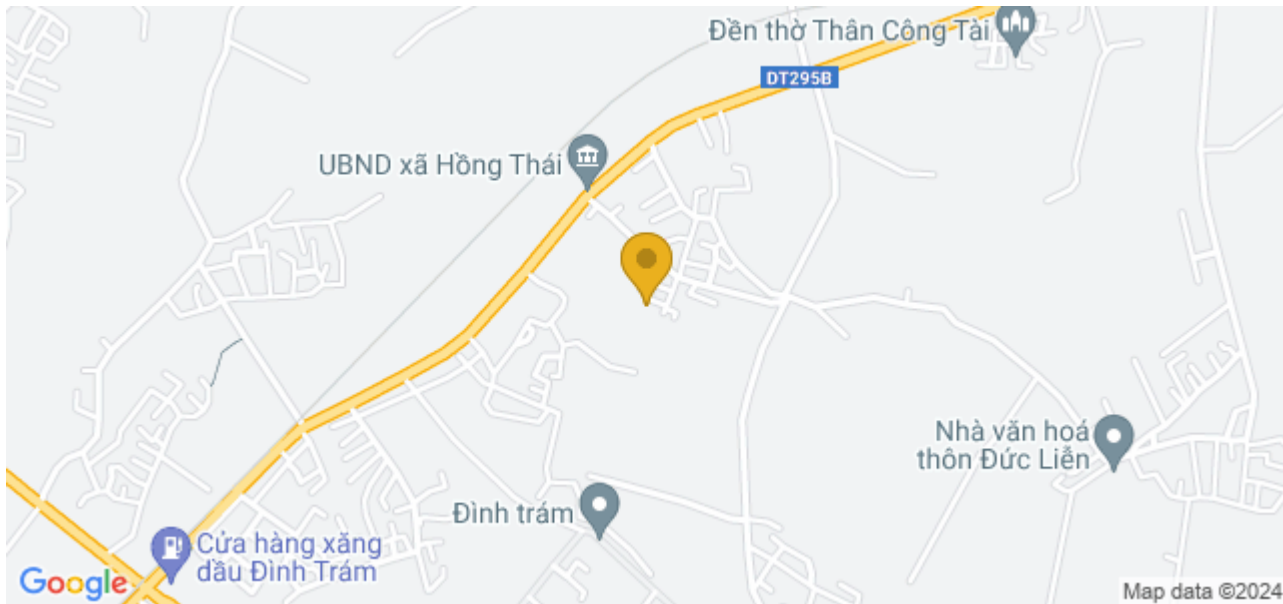 Đền thờ Thân Công Tài
DT295B
UBND xã Hồng Thái
Nhà văn hoá
thôn Đức Liễn
Đình trám
Cửa hàng xăng
dầu Đình Trám
Google
Map data ©2024